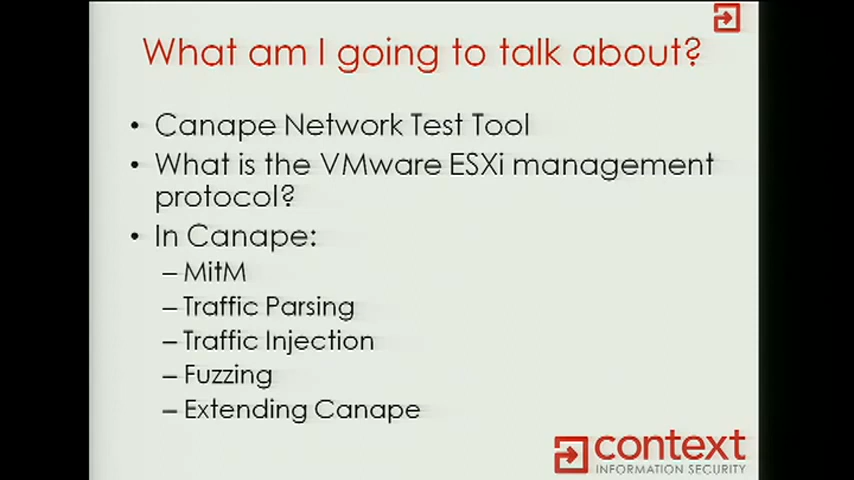 What am I going to talk about?
• Canape Network Test Tool
• What is the VMware ESXi management
protocol?
• In Canape:
– MitM
– Traffic Parsing
– Traffic Injection
– Fuzzing
– Extending Canape
context
INFORMATION SECURITY